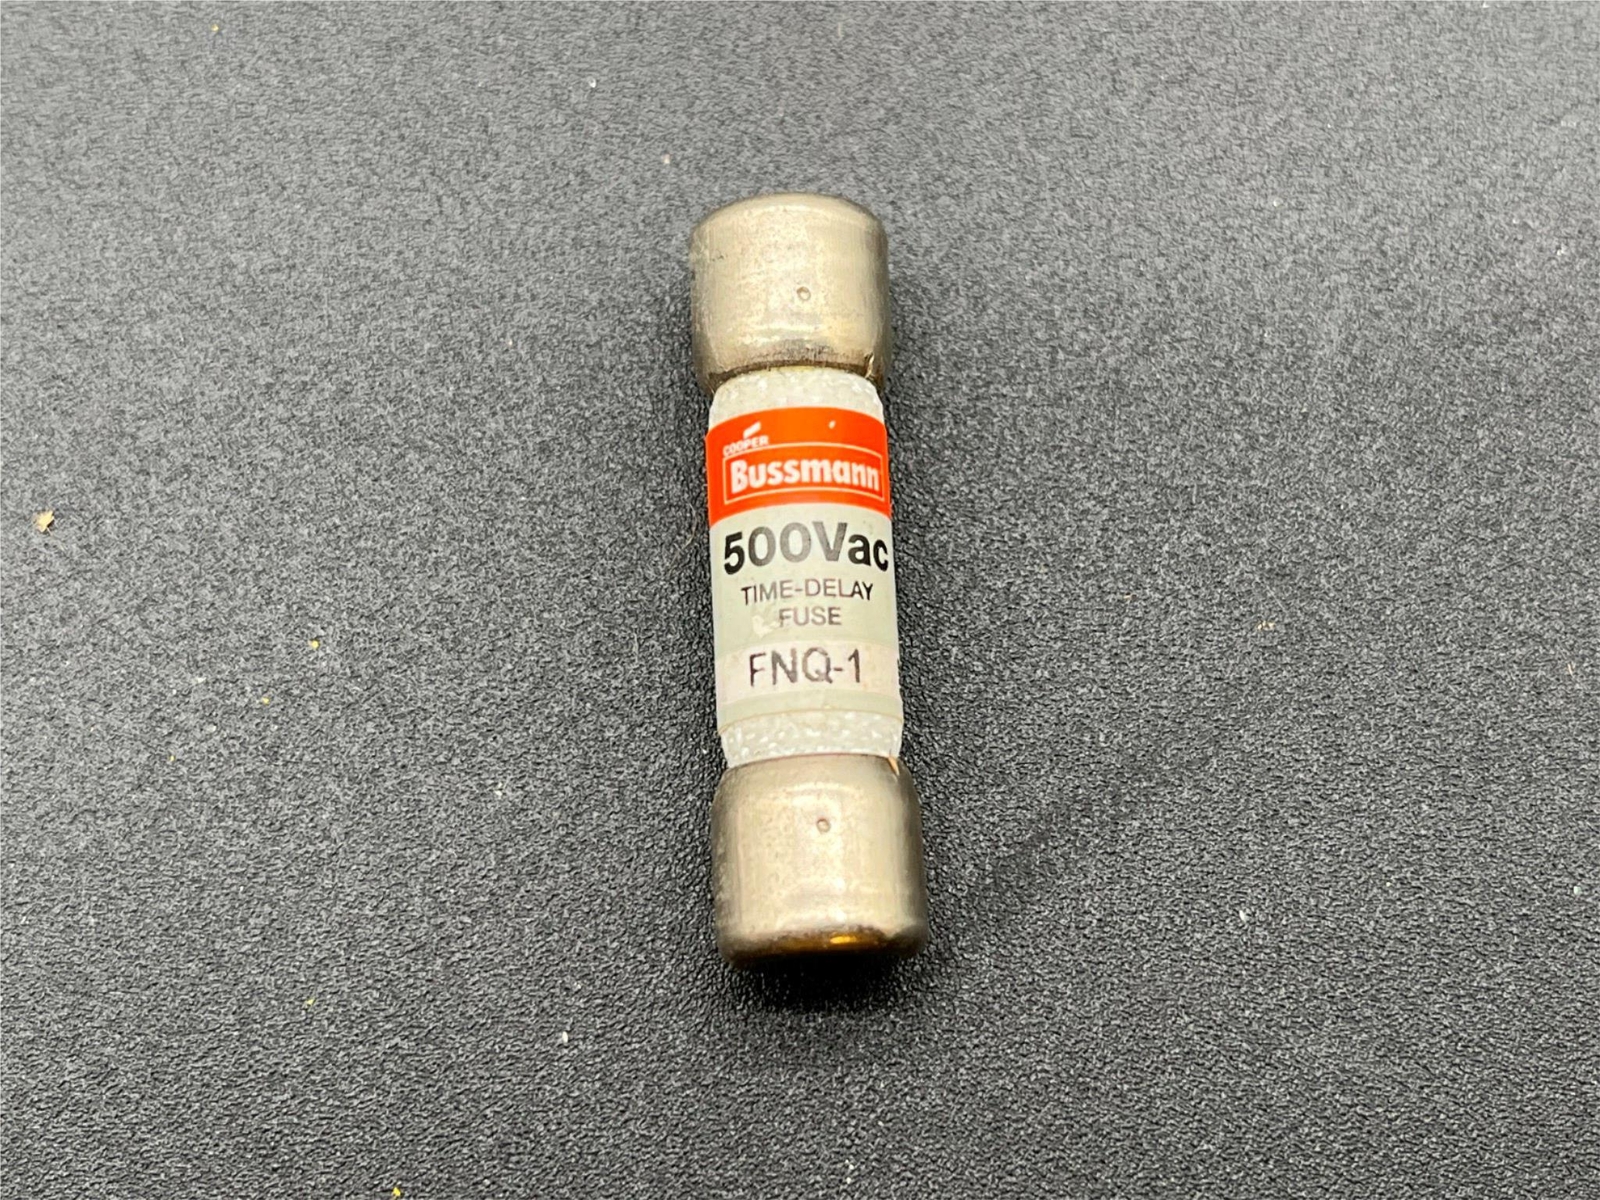 COOPER
Bussmann
500Vac
TIME-DELAY
FUSE
FNQ-1